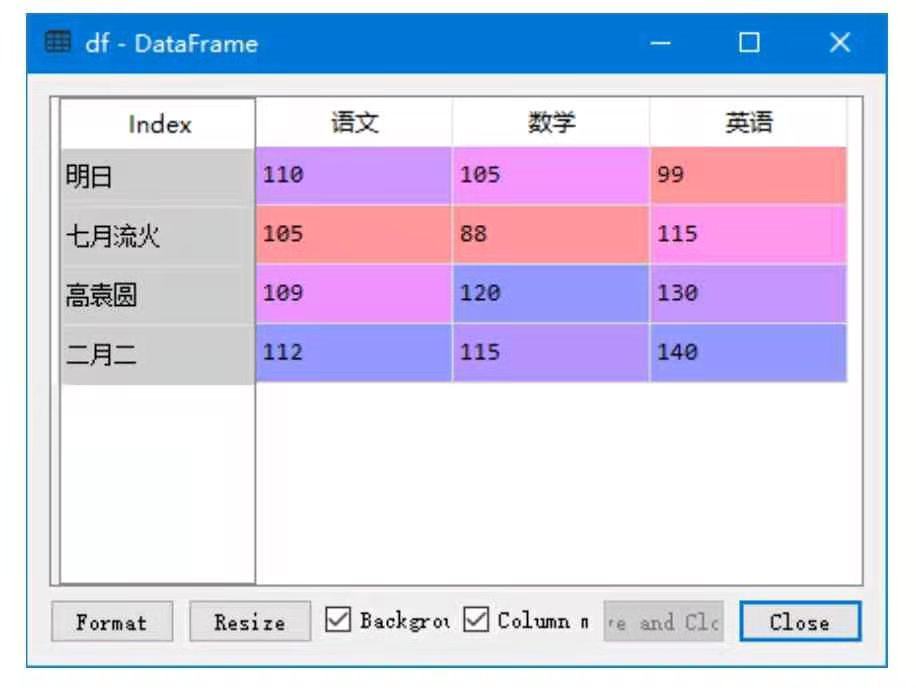 df - DataFrame
Index 语文 数学 英语
明日 110 105 99
七月流火 105 88 115
高袁圆 109 120 130
二月二 112 115 140
Format Resize Backgrou Column n re and Clo Close